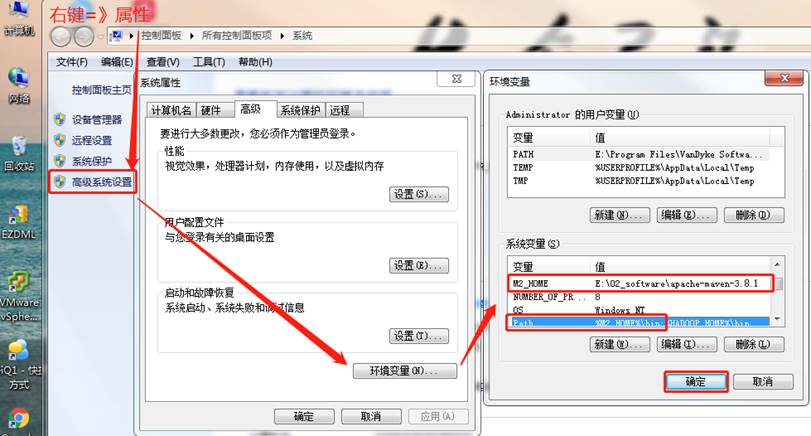 右键=》属性
计算机
控制面板 ▸ 所有控制面板项 ▸ 系统
文件(F) 编辑(E) 查看(V) 工具(T) 帮助(H)
网络
回收站
EZDML
VMware
vSphe...
QiQ1 - 快捷
方式
控制面板主页
设备管理器
远程设置
系统保护
高级系统设置
系统属性
计算机名 硬件 高级 系统保护 远程
要进行大多数更改，您必须作为管理员登录。
性能
视觉效果，处理器计划，内存使用，以及虚拟内存
设置(S)...
用户配置文件
与您登录有关的桌面设置
设置(E)...
启动和故障恢复
系统启动、系统失败和调试信息
设置(T)...
环境变量(N)...
确定 取消 应用(A)
环境变量
Administrator 的用户变量(U)
变量 值
PATH E:\Program Files\VanDyke Softwa...
TEMP %USERPROFILE%\AppData\Local\Temp
TMP %USERPROFILE%\AppData\Local\Temp
新建(N)... 编辑(E)... 删除(D)
系统变量(S)
变量 值
M2_HOME E:\02_software\apache-maven-3.8.1
NUMBER_OF_PR... 8
OS Windows NT
Path %M2_HOME%\bin;%HADOOP_HOME%\bin
新建(W)... 编辑(I)... 删除(L)
确定 取消